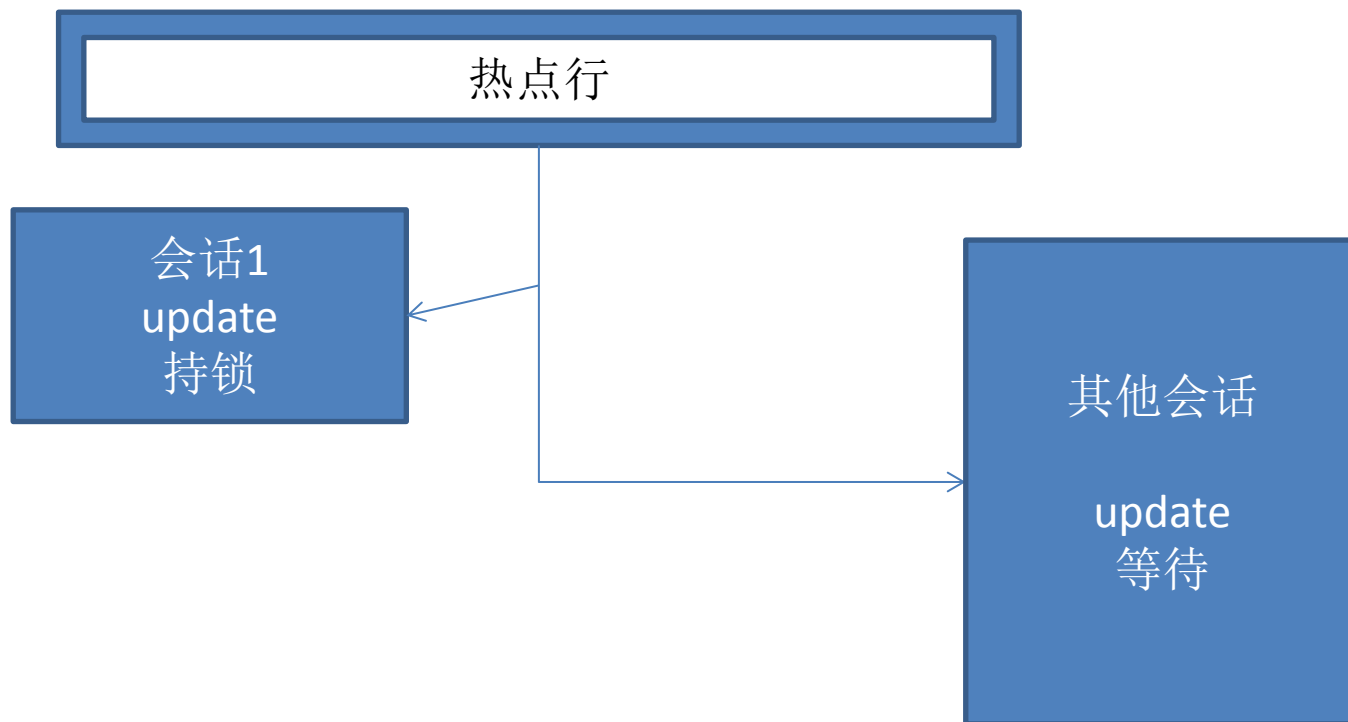 热点行
会话1
update
持锁
其他会话
update
等待